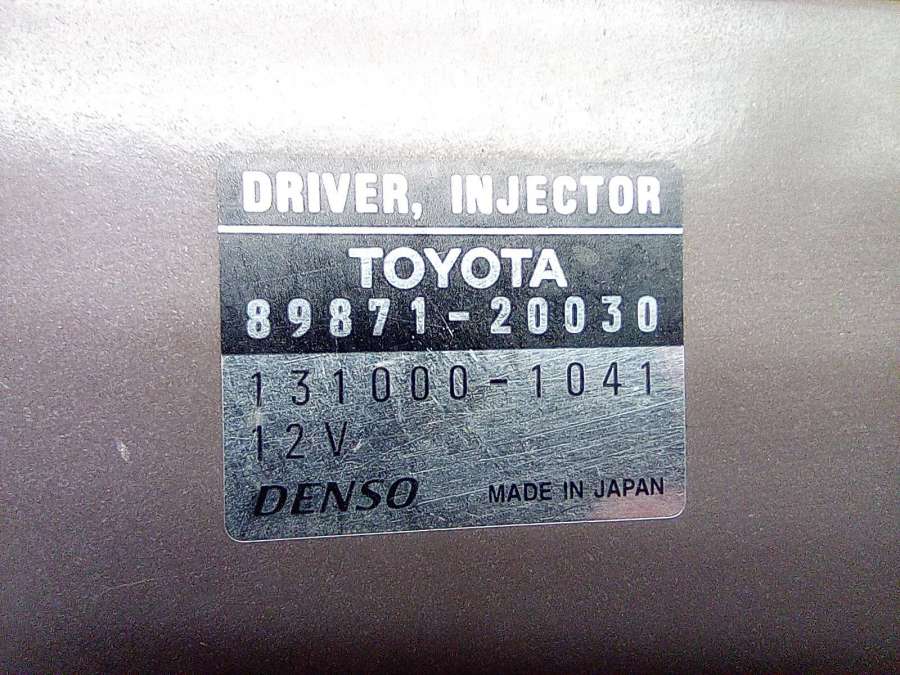 DRIVER, INJECTOR
TOYOTA
89871-20030
131000-1041
12V
DENSO MADE IN JAPAN